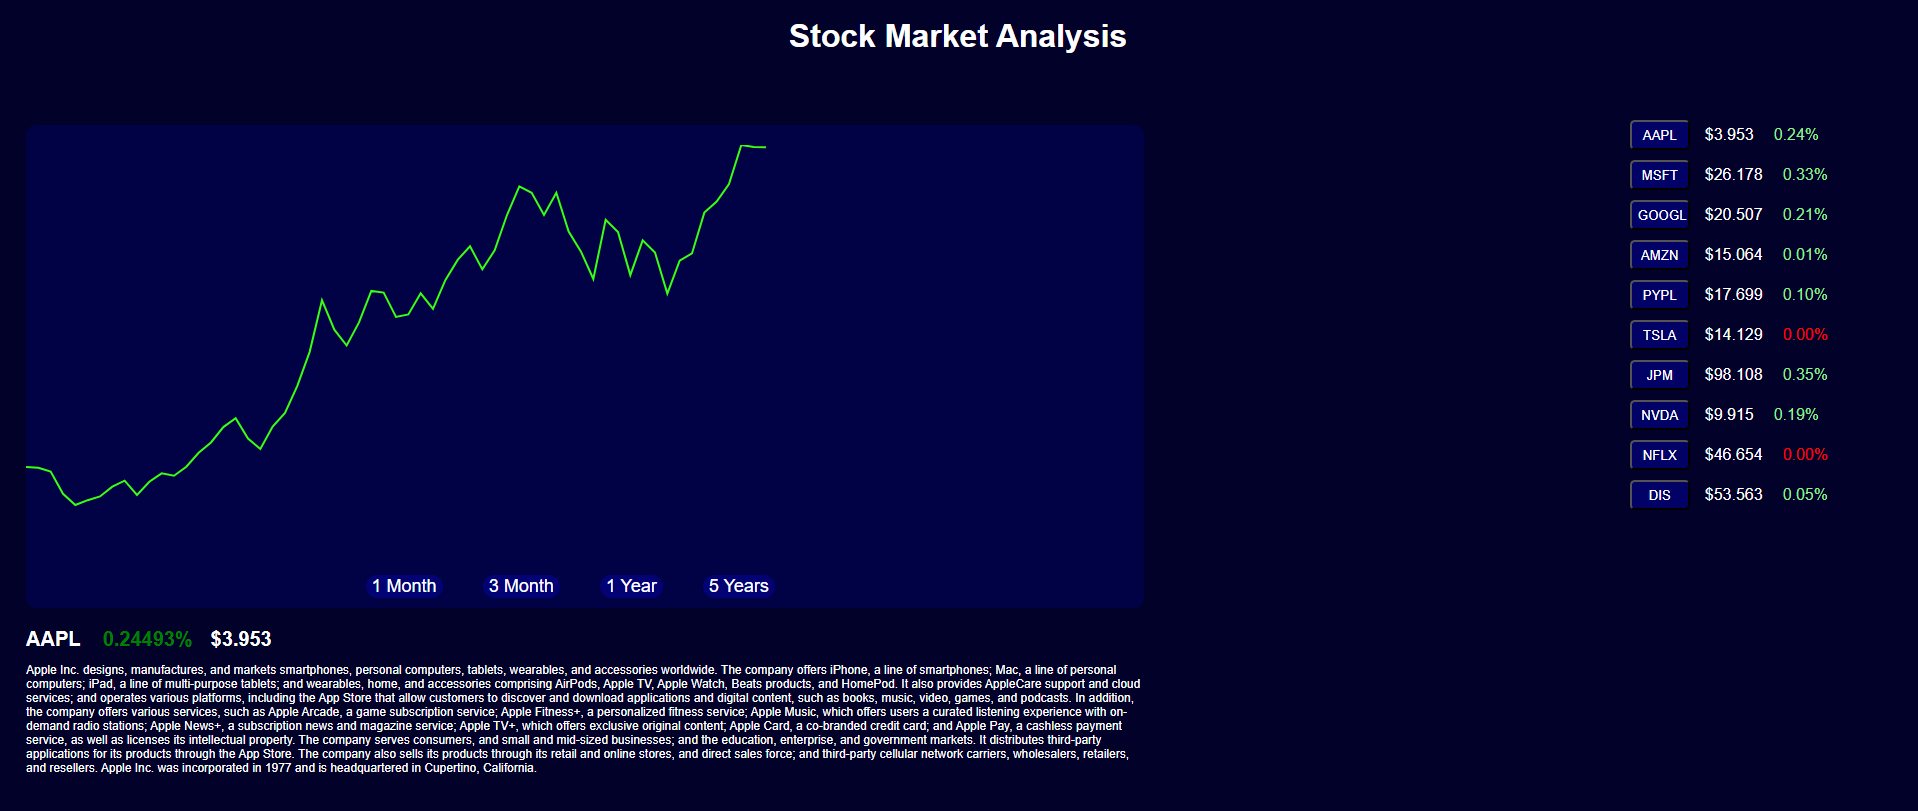 Stock Market Analysis
AAPL $3.953 0.24%
MSFT $26.178 0.33%
GOOGL $20.507 0.21%
AMZN $15.064 0.01%
PYPL $17.699 0.10%
TSLA $14.129 0.00%
JPM $98.108 0.35%
NVDA $9.915 0.19%
NFLX $46.654 0.00%
DIS $53.563 0.05%
1 Month 3 Month 1 Year 5 Years
AAPL 0.24493% $3.953
Apple Inc. designs, manufactures, and markets smartphones, personal computers, tablets, wearables, and accessories worldwide. The company offers iPhone, a line of smartphones; Mac, a line of personal
computers; iPad, a line of multi-purpose tablets; and wearables, home, and accessories comprising AirPods, Apple TV, Apple Watch, Beats products, and HomePod. It also provides AppleCare support and cloud
services; and operates various platforms, including the App Store that allow customers to discover and download applications and digital content, such as books, music, video, games, and podcasts. In addition,
the company offers various services, such as Apple Arcade, a game subscription service; Apple Fitness+, a personalized fitness service; Apple Music, which offers users a curated listening experience with on-
demand radio stations; Apple News+, a subscription news and magazine service; Apple TV+, which offers exclusive original content; Apple Card, a co-branded credit card; and Apple Pay, a cashless payment
service, as well as licenses its intellectual property. The company serves consumers, and small and mid-sized businesses; and the education, enterprise, and government markets. It distributes third-party
applications for its products through the App Store. The company also sells its products through its retail and online stores, and direct sales force; and third-party cellular network carriers, wholesalers, retailers,
and resellers. Apple Inc. was incorporated in 1977 and is headquartered in Cupertino, California.